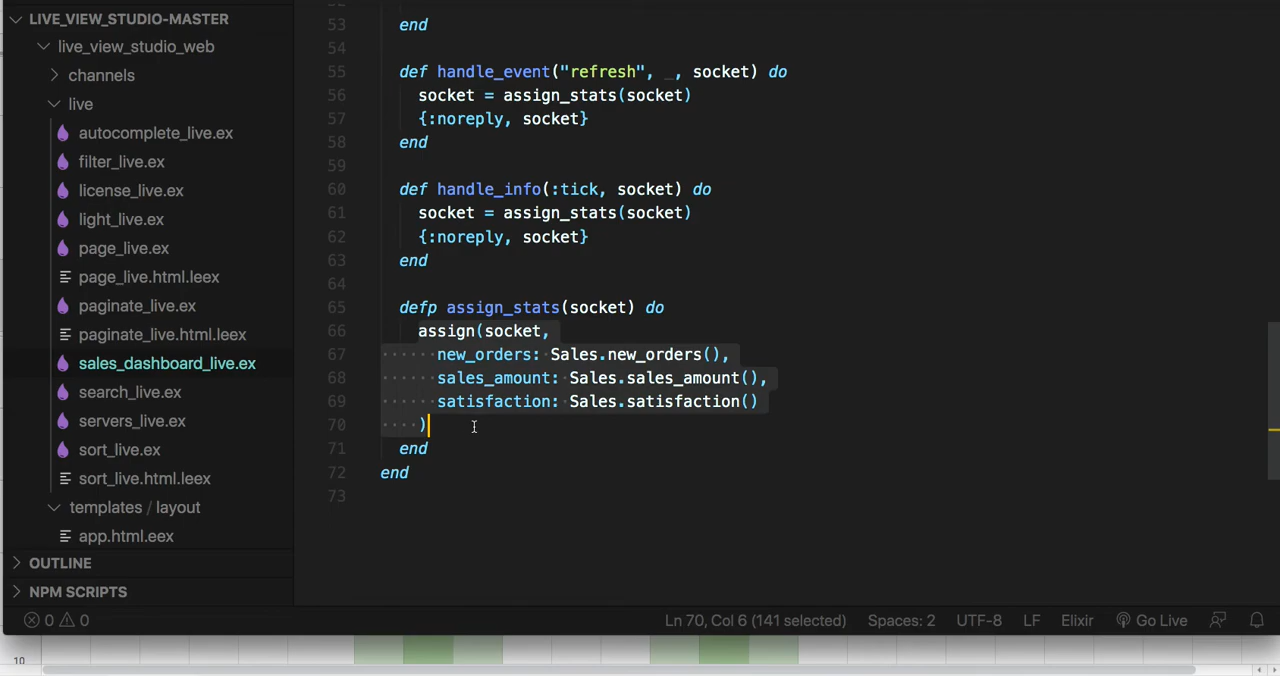 LIVE_VIEW_STUDIO-MASTER
live_view_studio_web
channels
live
autocomplete_live.ex
filter_live.ex
license_live.ex
light_live.ex
page_live.ex
page_live.html.leex
paginate_live.ex
paginate_live.html.leex
sales_dashboard_live.ex
search_live.ex
servers_live.ex
sort_live.ex
sort_live.html.leex
templates / layout
app.html.eex
OUTLINE
NPM SCRIPTS
53 end
54
55 def handle_event("refresh", _, socket) do
56 socket = assign_stats(socket)
57 {:noreply, socket}
58 end
59
60 def handle_info(:tick, socket) do
61 socket = assign_stats(socket)
62 {:noreply, socket}
63 end
64
65 defp assign_stats(socket) do
66 assign(socket,
67 new_orders: Sales.new_orders(),
68 sales_amount: Sales.sales_amount(),
69 satisfaction: Sales.satisfaction()
70 )
71 end
72 end
73
0 0 Ln 70, Col 6 (141 selected) Spaces: 2 UTF-8 LF Elixir Go Live
10